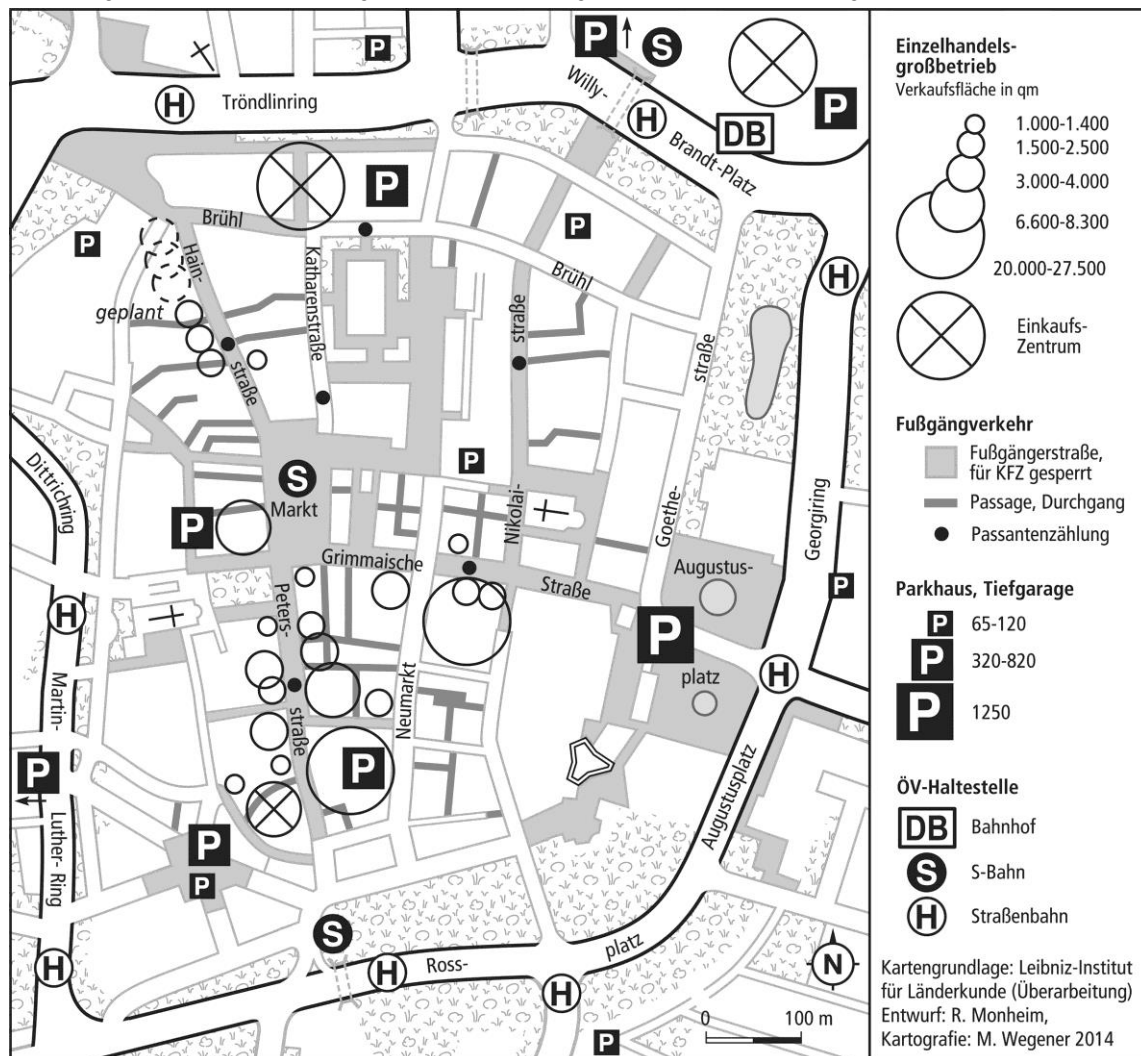 P
P
S
P
H
Tröndlinring
Willy-
H
DB
Brandt-Platz
P
P
Brühl
P
P
Hain-
Katharenstraße
Brühl
H
geplant
straße
straße
straße
S
Markt
P
P
Nikolai-
Goethe-
Georgiring
Dittrichring
Grimmaische
Straße
Augustus-
P
H
Peters-
P
platz
H
Martin-
Neumarkt
straße
P
P
Luther-Ring
P
P
Augustusplatz
S
H
H
Ross-
platz
H
P
N
0 100 m
Einzelhandels-
großbetrieb
Verkaufsfläche in qm
1.000-1.400
1.500-2.500
3.000-4.000
6.600-8.300
20.000-27.500
Einkaufs-
Zentrum
Fußgängverkehr
Fußgängerstraße,
für KFZ gesperrt
Passage, Durchgang
Passantenzählung
Parkhaus, Tiefgarage
P 65-120
P 320-820
P 1250
ÖV-Haltestelle
DB Bahnhof
S S-Bahn
H Straßenbahn
Kartengrundlage: Leibniz-Institut
für Länderkunde (Überarbeitung)
Entwurf: R. Monheim,
Kartografie: M. Wegener 2014